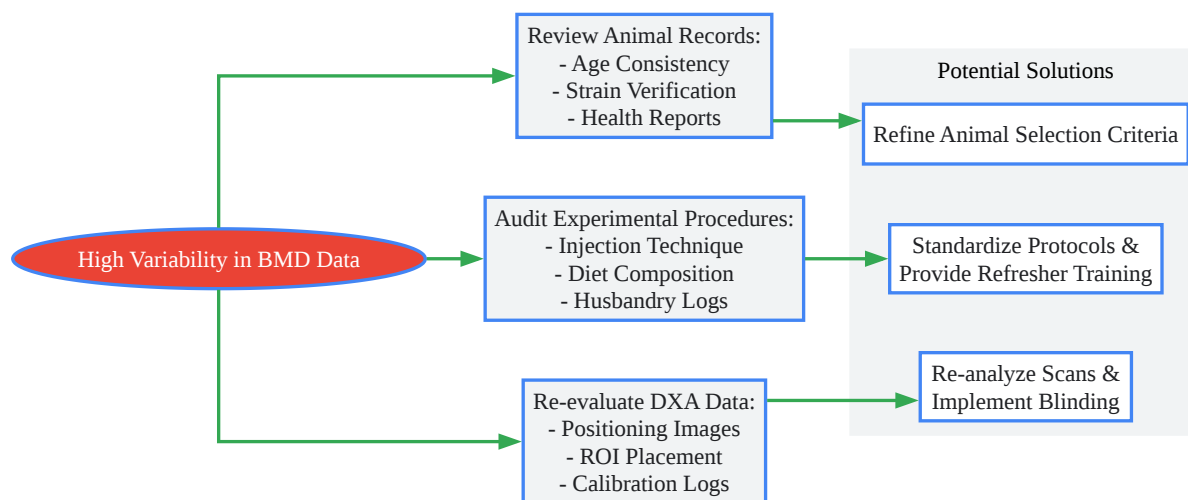 Review Animal Records:
- Age Consistency
- Strain Verification
- Health Reports
Potential Solutions
Refine Animal Selection Criteria
High Variability in BMD Data
Audit Experimental Procedures:
- Injection Technique
- Diet Composition
- Husbandry Logs
Standardize Protocols &
Provide Refresher Training
Re-evaluate DXA Data:
- Positioning Images
- ROI Placement
- Calibration Logs
Re-analyze Scans &
Implement Blinding